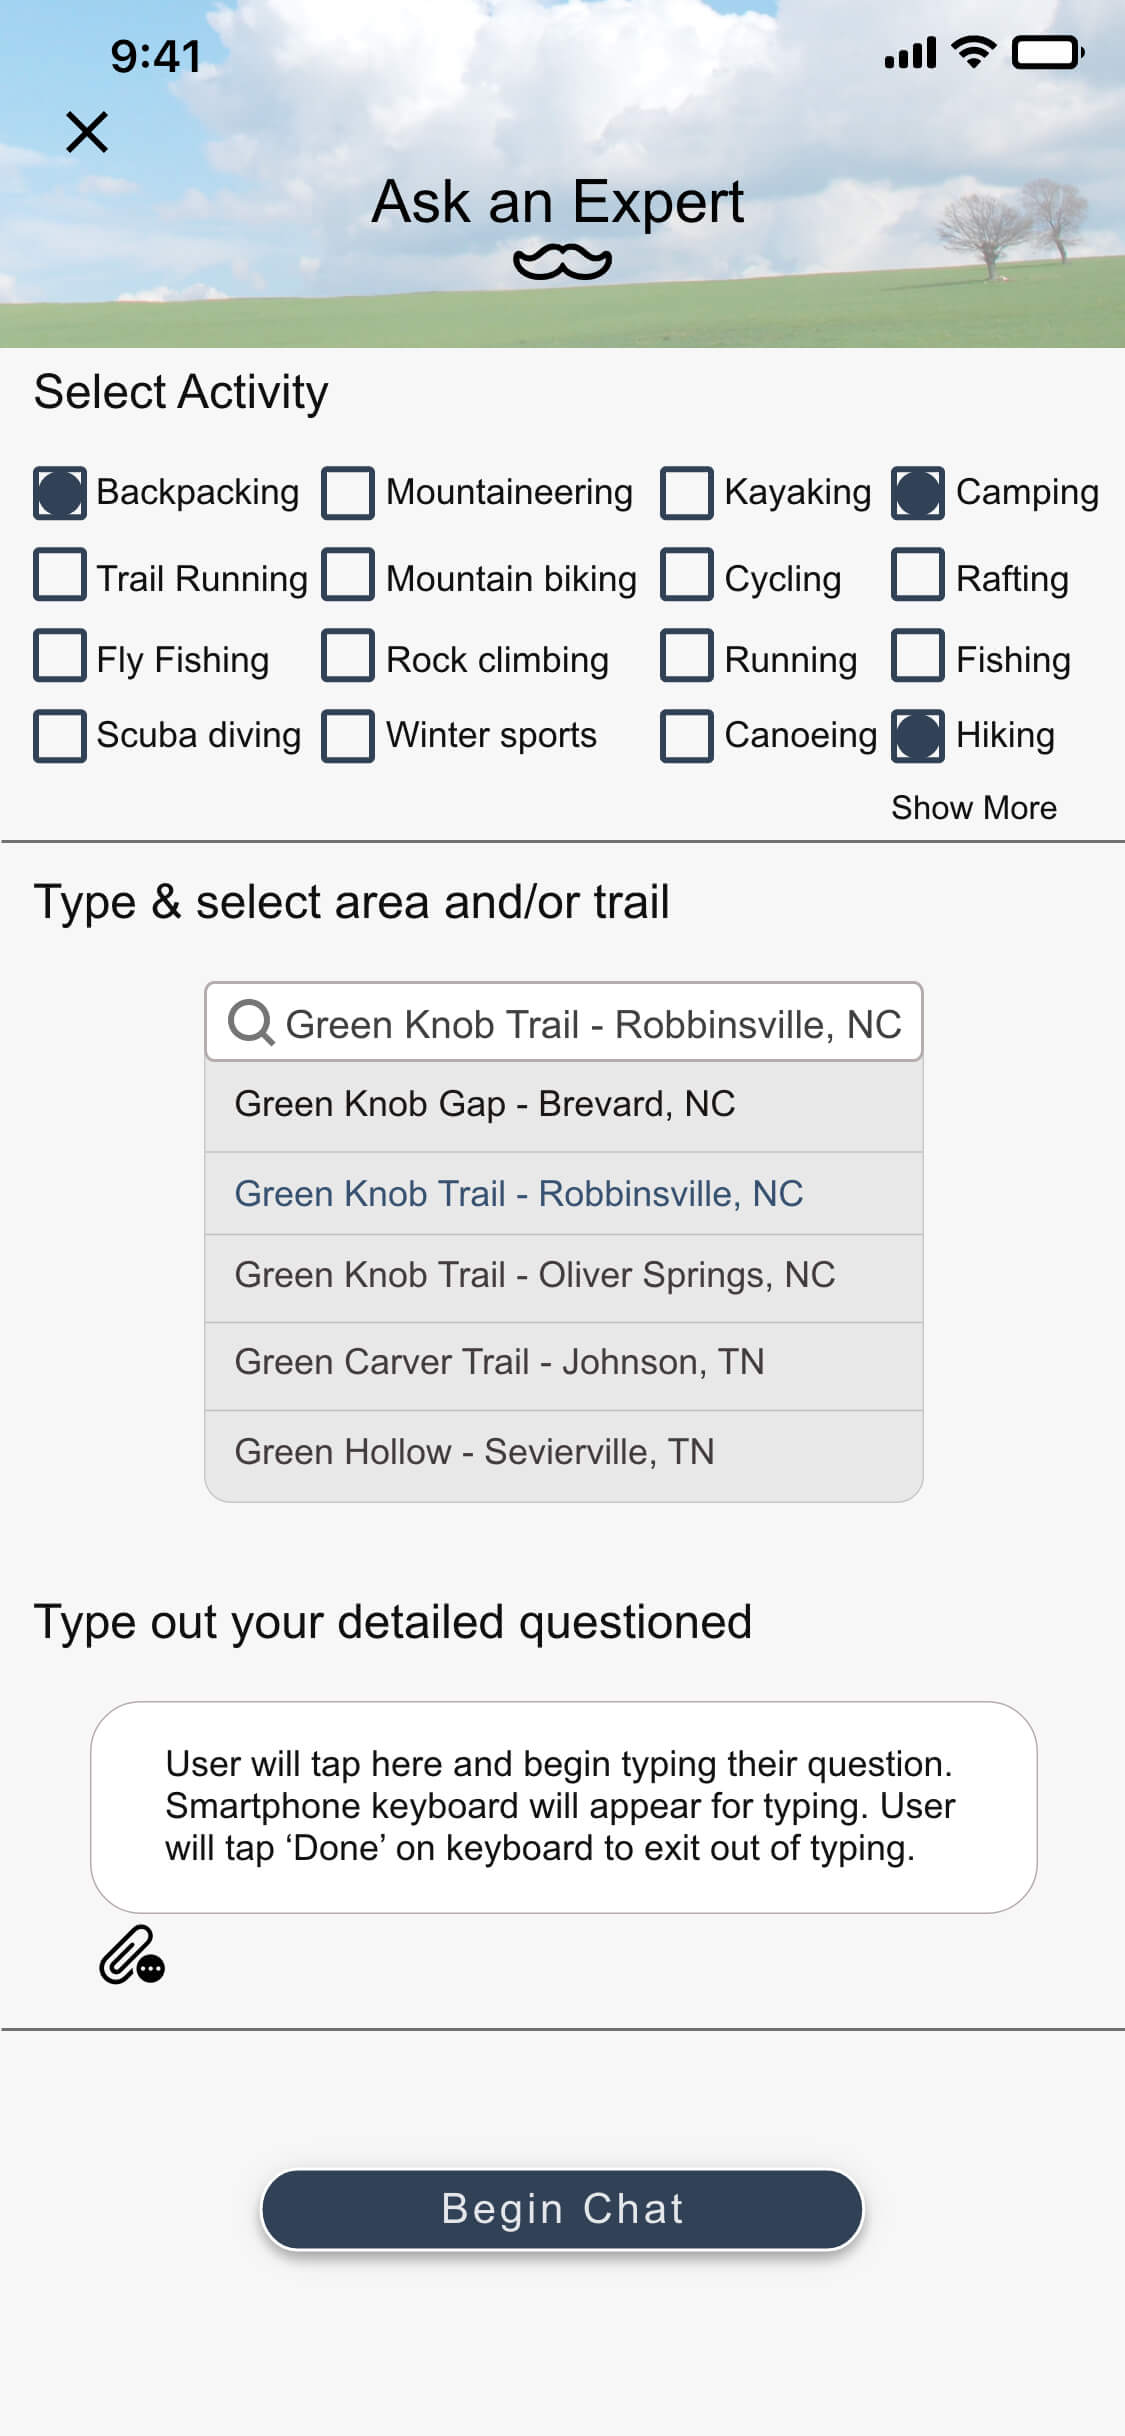 9:41
Ask an Expert
Select Activity
Backpacking Mountaineering Kayaking Camping
Trail Running Mountain biking Cycling Rafting
Fly Fishing Rock climbing Running Fishing
Scuba diving Winter sports Canoeing Hiking
Show More
Type & select area and/or trail
Green Knob Trail - Robbinsville, NC
Green Knob Gap - Brevard, NC
Green Knob Trail - Robbinsville, NC
Green Knob Trail - Oliver Springs, NC
Green Carver Trail - Johnson, TN
Green Hollow - Sevierville, TN
Type out your detailed questioned
User will tap here and begin typing their question.
Smartphone keyboard will appear for typing. User
will tap ‘Done’ on keyboard to exit out of typing.
Begin Chat